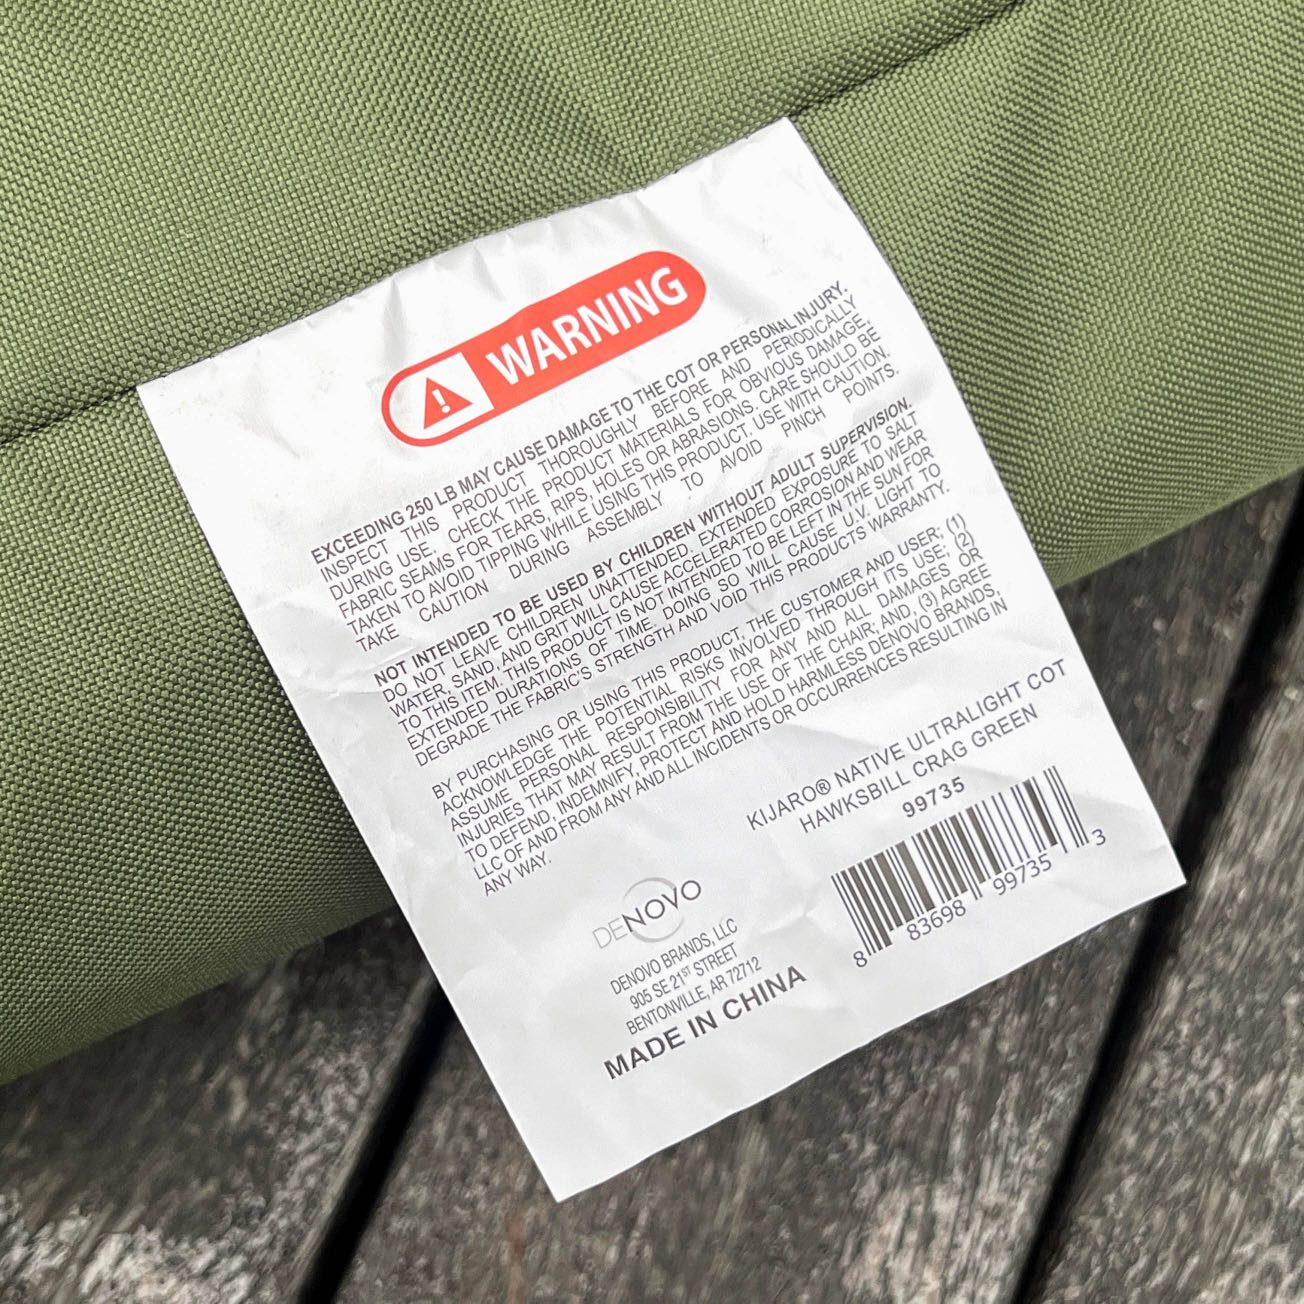 WARNING
EXCEEDING 250 LB MAY CAUSE DAMAGE TO THE COT OR PERSONAL INJURY.
INSPECT THIS PRODUCT THOROUGHLY BEFORE AND PERIODICALLY
DURING USE. CHECK THE PRODUCT MATERIALS FOR OBVIOUS DAMAGE,
FABRIC SEAMS FOR TEARS, RIPS, HOLES OR ABRASIONS. CARE SHOULD BE
TAKEN TO AVOID TIPPING WHILE USING THIS PRODUCT. USE WITH CAUTION.
TAKE CAUTION DURING ASSEMBLY TO AVOID PINCH POINTS.
NOT INTENDED TO BE USED BY CHILDREN WITHOUT ADULT SUPERVISION.
DO NOT LEAVE CHILDREN UNATTENDED. EXTENDED EXPOSURE TO SALT
WATER, SAND, AND GRIT WILL CAUSE ACCELERATED CORROSION AND WEAR
TO THIS ITEM. THIS PRODUCT IS NOT INTENDED TO BE LEFT IN THE SUN FOR
EXTENDED DURATIONS OF TIME. DOING SO WILL CAUSE U.V. LIGHT TO
DEGRADE THE FABRIC'S STRENGTH AND VOID THIS PRODUCTS WARRANTY.
BY PURCHASING OR USING THIS PRODUCT, THE CUSTOMER AND USER; (1)
ACKNOWLEDGE THE POTENTIAL RISKS INVOLVED THROUGH ITS USE; (2)
ASSUME PERSONAL RESPONSIBILITY FOR ANY AND ALL DAMAGES OR
INJURIES THAT MAY RESULT FROM THE USE OF THE CHAIR; AND, (3) AGREE
TO DEFEND, INDEMNIFY, PROTECT AND HOLD HARMLESS DENOVO BRANDS,
LLC OF AND FROM ANY AND ALL INCIDENTS OR OCCURRENCES RESULTING IN
ANY WAY.
KIJARO® NATIVE ULTRALIGHT COT
HAWKSBILL CRAG GREEN
99735
8 83698 99735 3
DENOVO
DENOVO BRANDS, LLC
905 SE 21ST STREET
BENTONVILLE, AR 72712
MADE IN CHINA